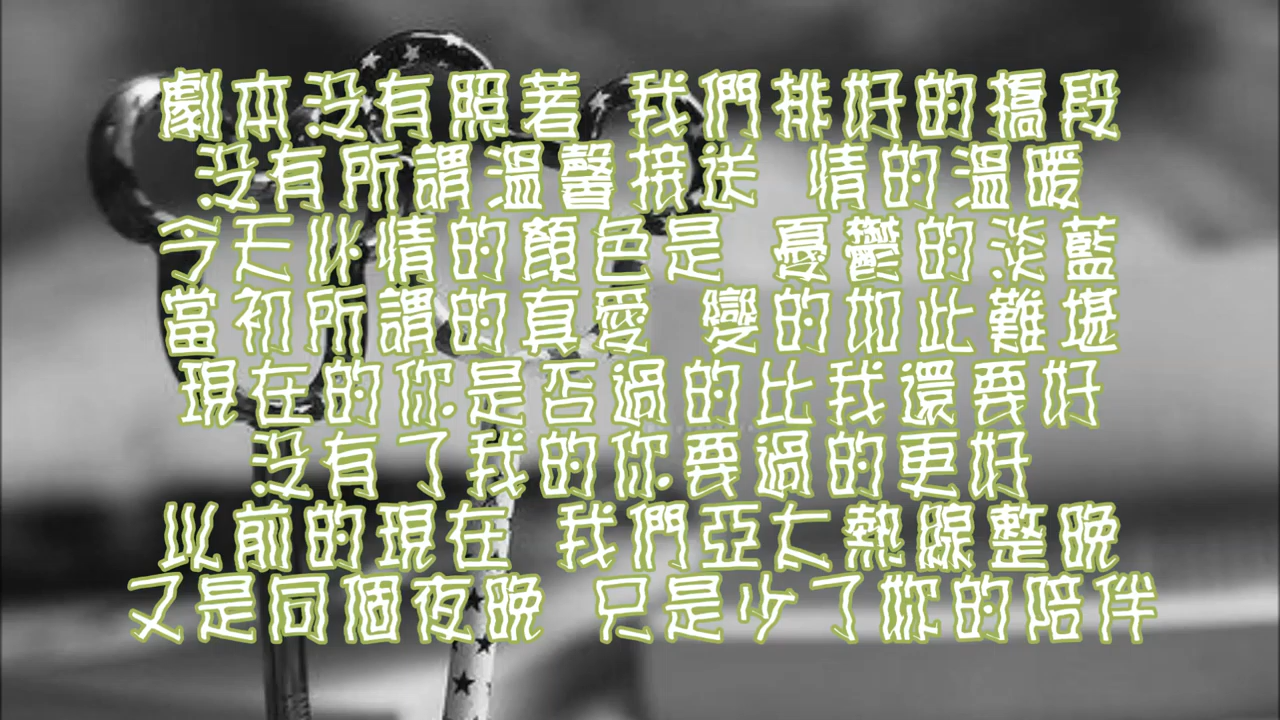 劇本沒有照著 我們排好的橋段
沒有所謂溫馨接送 情的溫暖
今天心情的顏色是 憂鬱的淡藍
當初所謂的真愛 變的如此難堪
現在的你是否過的比我還要好
沒有了我的你要過的更好
以前的現在 我們亞太熱線整晚
又是同個夜晚 只是少了妳的陪伴